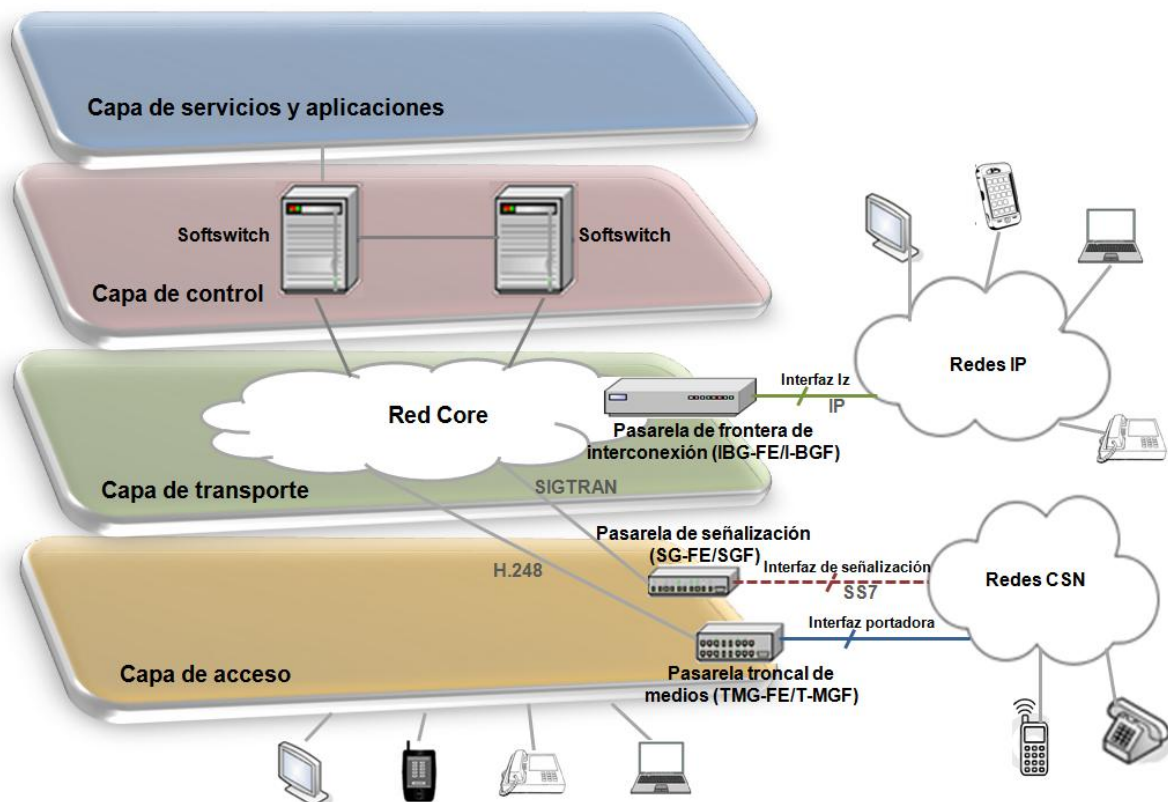 Capa de servicios y aplicaciones
Softswitch
Softswitch
Capa de control
Redes IP
Interfaz Iz
IP
Red Core
Pasarela de frontera de
interconexión (IBG-FE/I-BGF)
Capa de transporte
SIGTRAN
Pasarela de señalización
(SG-FE/SGF)
H.248
Interfaz de señalización
SS7
Redes CSN
Interfaz portadora
Capa de acceso
Pasarela troncal de
medios (TMG-FE/T-MGF)